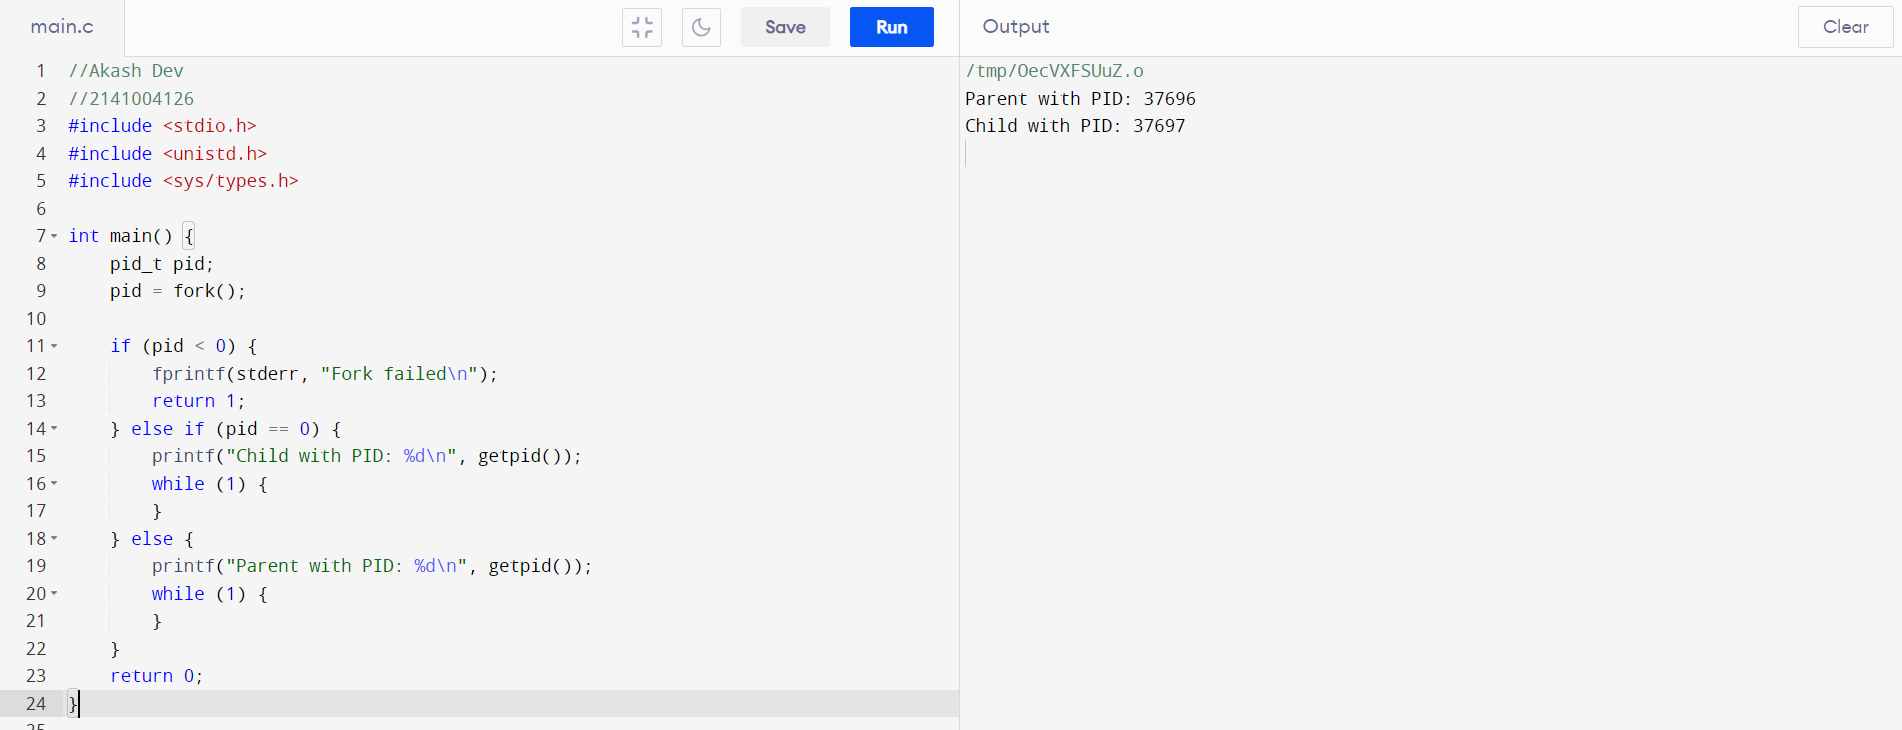 main.c
Save
Run
Output
Clear
1 //Akash Dev
2 //2141004126
3 #include <stdio.h>
4 #include <unistd.h>
5 #include <sys/types.h>
6
7 int main() {
8     pid_t pid;
9     pid = fork();
10
11     if (pid < 0) {
12         fprintf(stderr, "Fork failed\n");
13         return 1;
14     } else if (pid == 0) {
15         printf("Child with PID: %d\n", getpid());
16         while (1) {
17         }
18     } else {
19         printf("Parent with PID: %d\n", getpid());
20         while (1) {
21         }
22     }
23     return 0;
24 }
25
/tmp/OecVXFSUuZ.o
Parent with PID: 37696
Child with PID: 37697